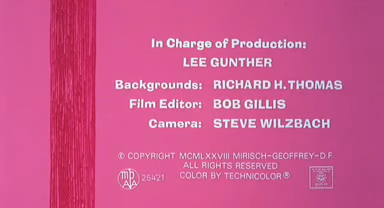 In Charge of Production:
LEE GUNTHER
Backgrounds: RICHARD H. THOMAS
Film Editor: BOB GILLIS
Camera: STEVE WILZBACH
© COPYRIGHT MCMLXXVIII MIRISCH-GEOFFREY-D.F.
ALL RIGHTS RESERVED
25421 COLOR BY TECHNICOLOR®